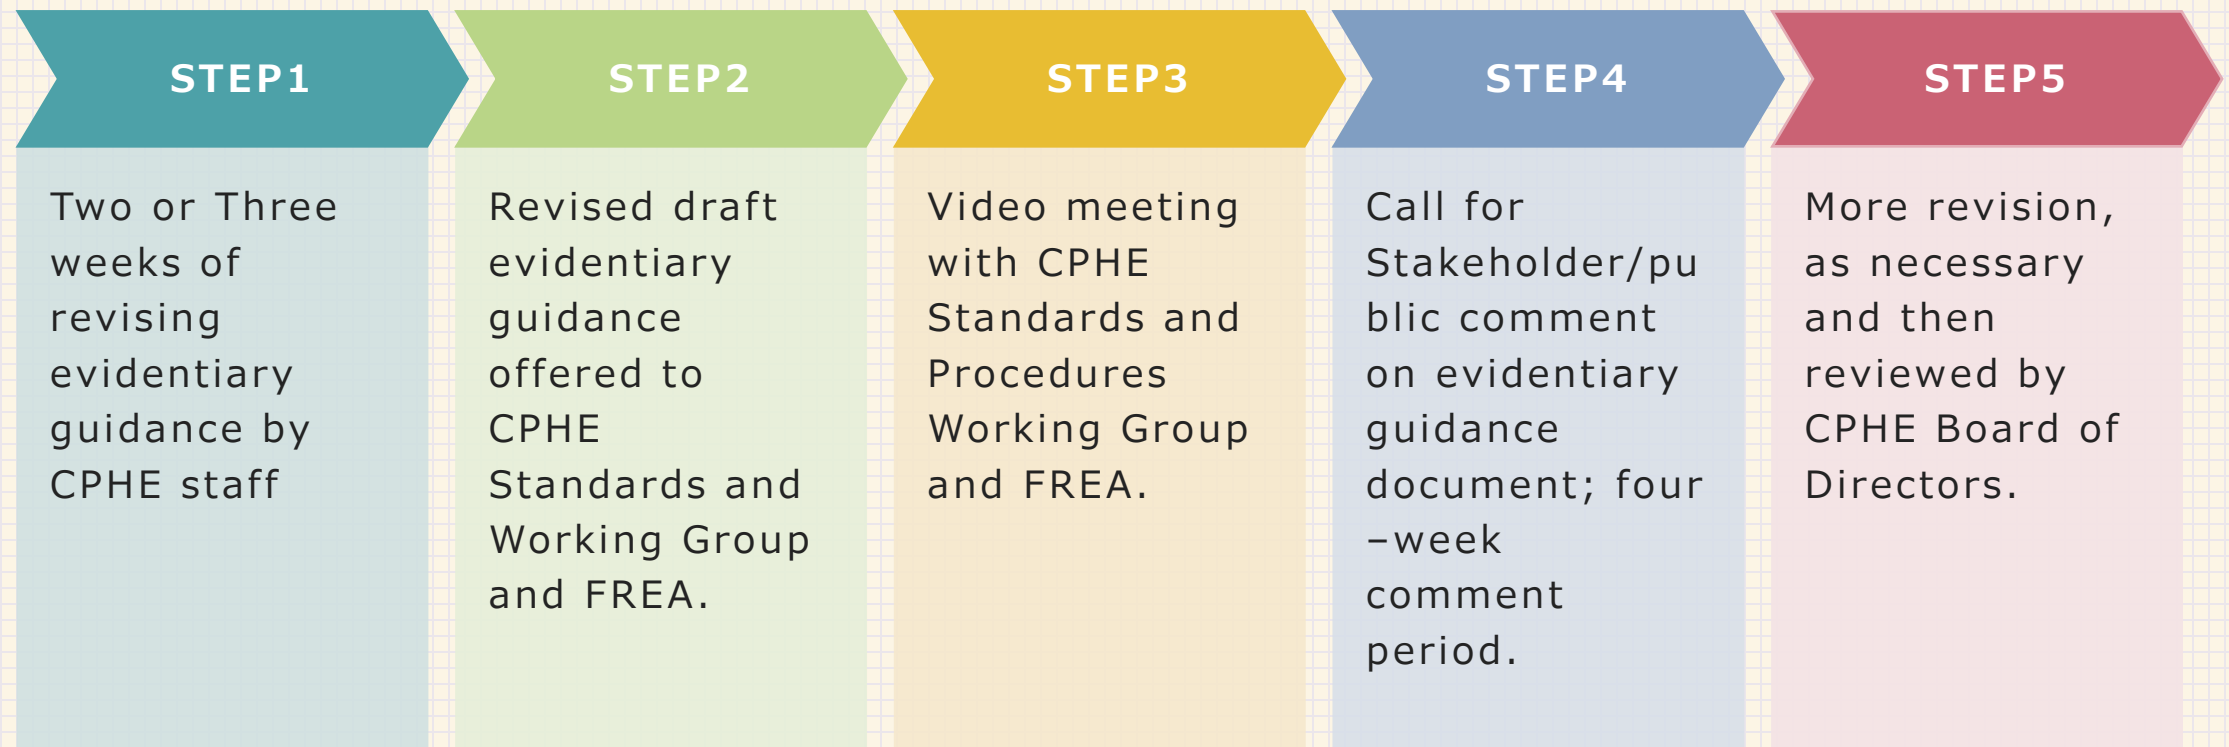 STEP1
Two or Three
weeks of
revising
evidentiary
guidance by
CPHE staff
STEP2
Revised draft
evidentiary
guidance
offered to
CPHE
Standards and
Working Group
and FREA.
STEP3
Video meeting
with CPHE
Standards and
Procedures
Working Group
and FREA.
STEP4
Call for
Stakeholder/pu
blic comment
on evidentiary
guidance
document; four
–week
comment
period.
STEP5
More revision,
as necessary
and then
reviewed by
CPHE Board of
Directors.